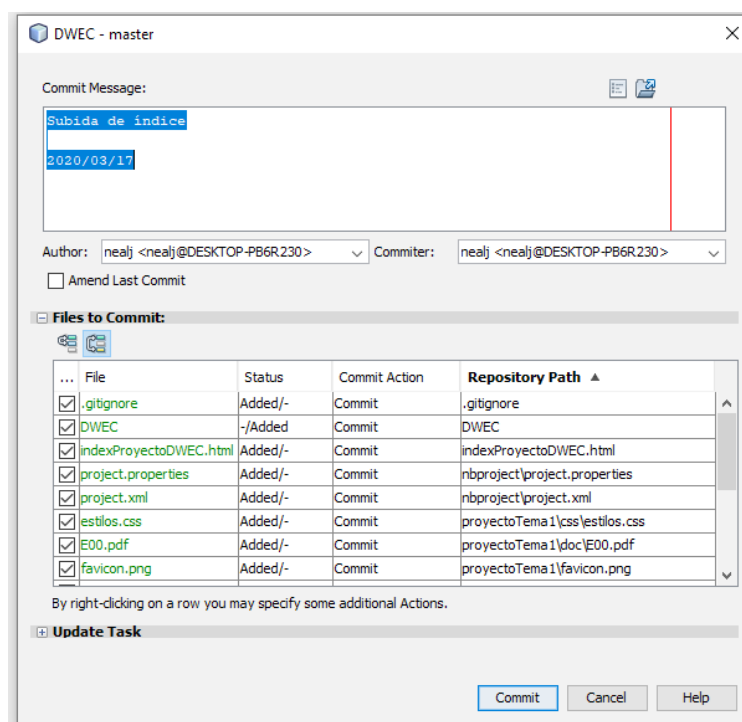 DWEC - master
Commit Message:
Subida de índice
2020/03/17
Author: nealj <nealj@DESKTOP-PB6R230> Commiter: nealj <nealj@DESKTOP-PB6R230>
Amend Last Commit
Files to Commit:
... File Status Commit Action Repository Path
.gitignore Added/- Commit .gitignore
DWEC -/Added Commit DWEC
indexProyectoDWEC.html Added/- Commit indexProyectoDWEC.html
project.properties Added/- Commit nbproject\project.properties
project.xml Added/- Commit nbproject\project.xml
estilos.css Added/- Commit proyectoTema1\css\estilos.css
E00.pdf Added/- Commit proyectoTema1\doc\E00.pdf
favicon.png Added/- Commit proyectoTema1\favicon.png
By right-clicking on a row you may specify some additional Actions.
Update Task
Commit Cancel Help